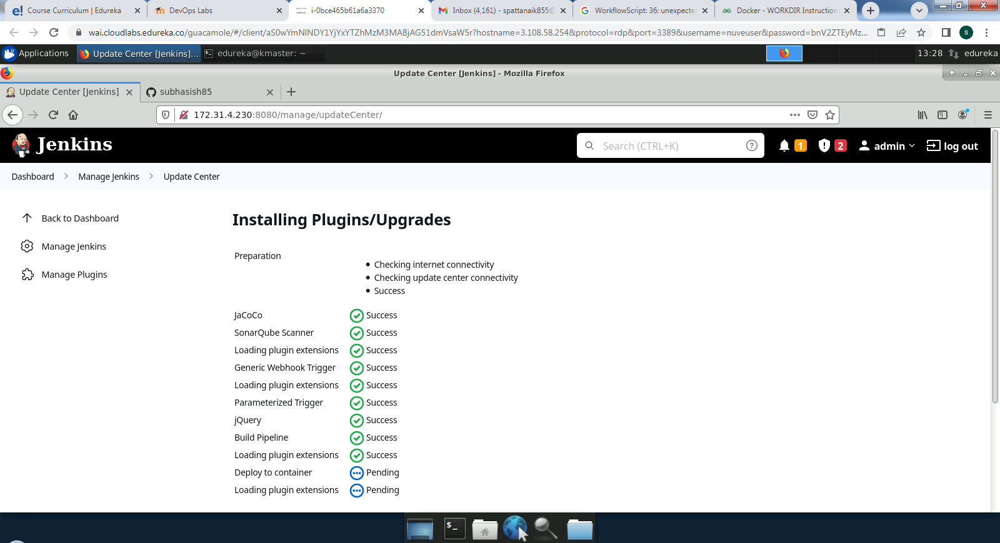 Course Curriculum | Edureka
DevOps Labs
i-0bce465b61a6a3370
Inbox (4,161) - spattanaik855@
WorkflowScript: 36: unexpecte
Docker - WORKDIR Instruction
wai.cloudlabs.edureka.co/guacamole/#/client/aS0wYmNlNDY1YjYxYTZhMzM3MABjAG51dmVsaW5r?hostname=3.108.58.254&protocol=rdp&port=3389&username=nuveuser&password=bnV2ZTEyMz...
S
Applications
Update Center [Jenkins]...
edureka@kmaster: ~
13:28
edureka
Update Center [Jenkins] - Mozilla Firefox
Update Center [Jenkins]
subhasish85
172.31.4.230:8080/manage/updateCenter/
Jenkins
Search (CTRL+K)
1
2
admin
log out
Dashboard
Manage Jenkins
Update Center
Back to Dashboard
Manage Jenkins
Manage Plugins
Installing Plugins/Upgrades
Preparation
Checking internet connectivity
Checking update center connectivity
Success
JaCoCo Success
SonarQube Scanner Success
Loading plugin extensions Success
Generic Webhook Trigger Success
Loading plugin extensions Success
Parameterized Trigger Success
jQuery Success
Build Pipeline Success
Loading plugin extensions Success
Deploy to container Pending
Loading plugin extensions Pending